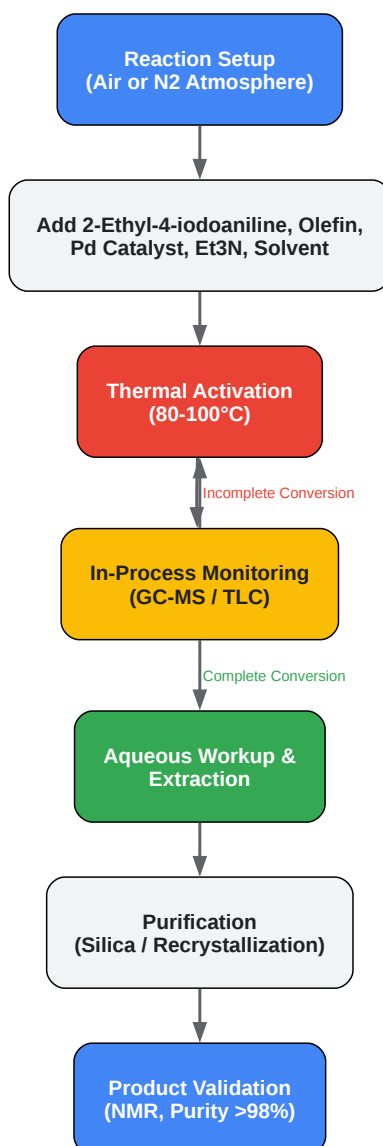 Reaction Setup
(Air or N2 Atmosphere)
Add 2-Ethyl-4-iodoaniline, Olefin,
Pd Catalyst, Et3N, Solvent
Thermal Activation
(80-100°C)
Incomplete Conversion
In-Process Monitoring
(GC-MS / TLC)
Complete Conversion
Aqueous Workup &
Extraction
Purification
(Silica / Recrystallization)
Product Validation
(NMR, Purity >98%)